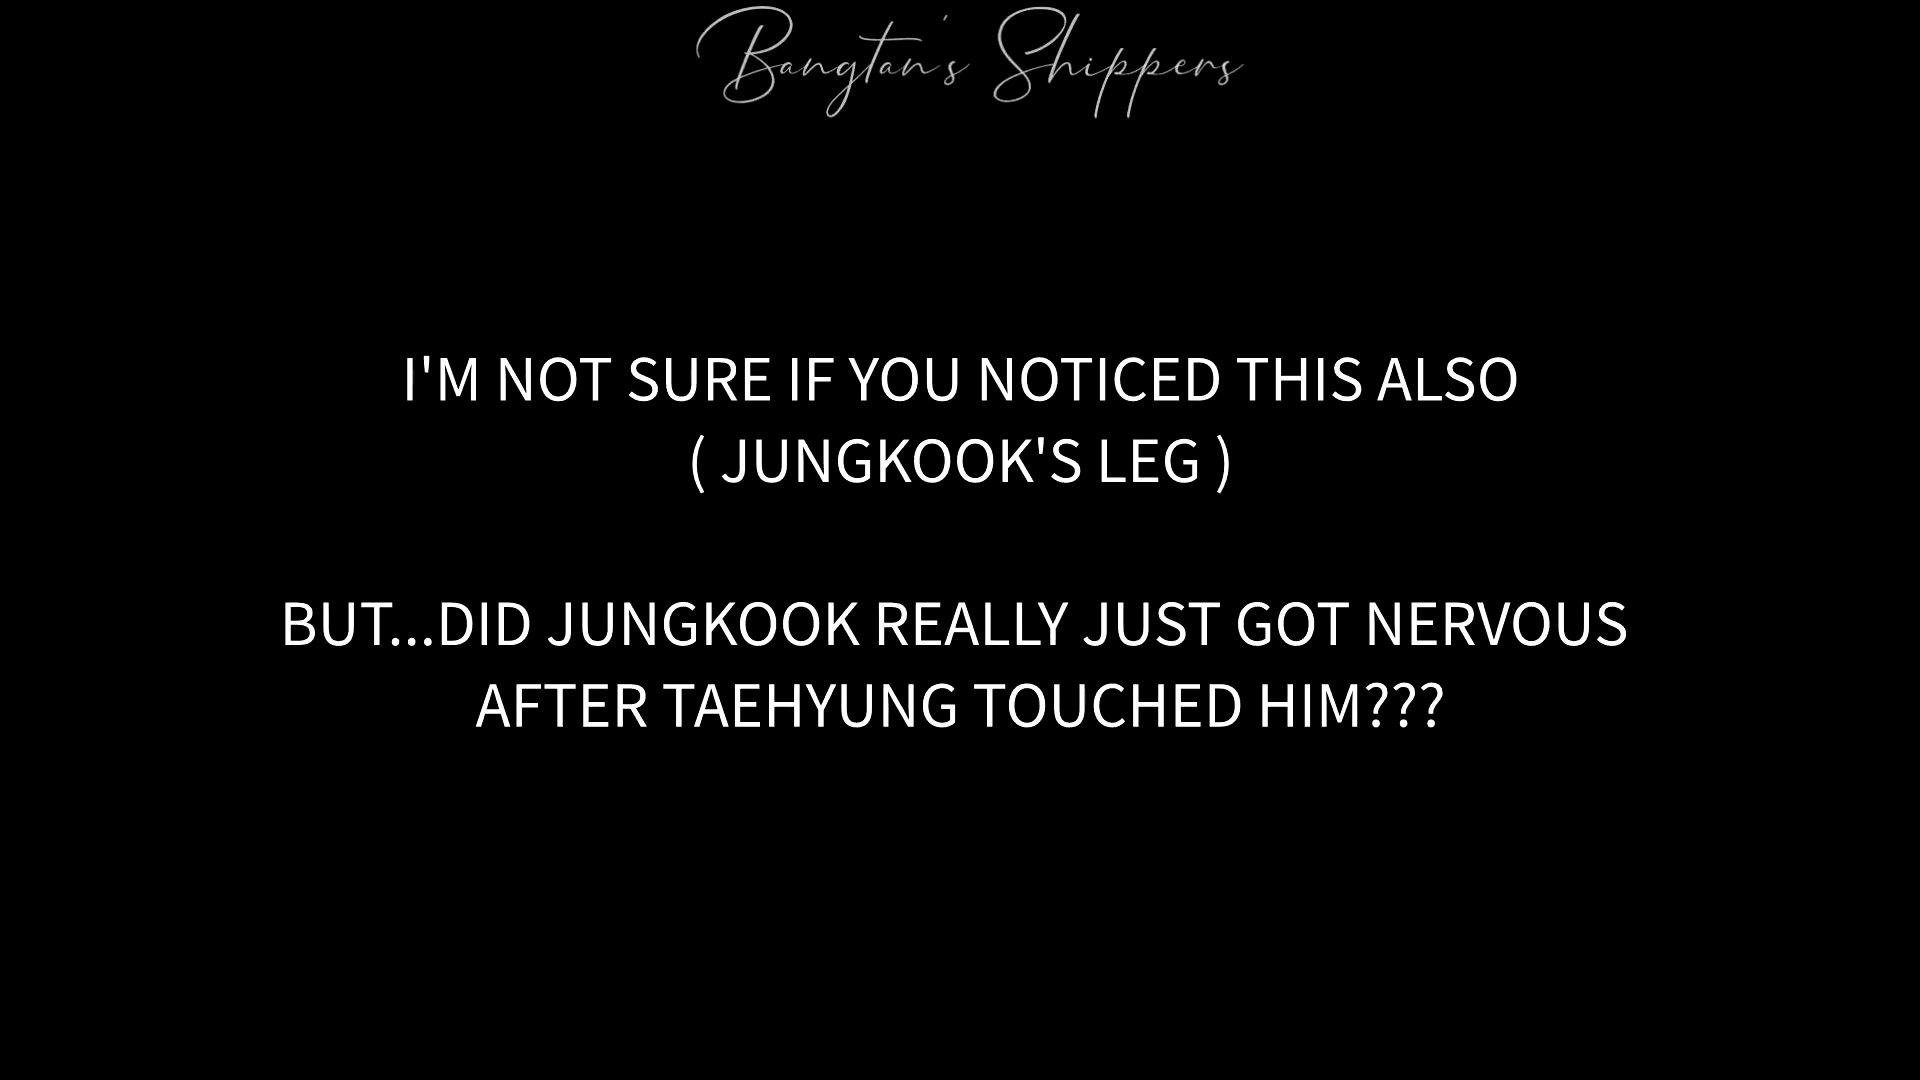 Bangtan's Shippers
I'M NOT SURE IF YOU NOTICED THIS ALSO
( JUNGKOOK'S LEG )
BUT...DID JUNGKOOK REALLY JUST GOT NERVOUS
AFTER TAEHYUNG TOUCHED HIM???